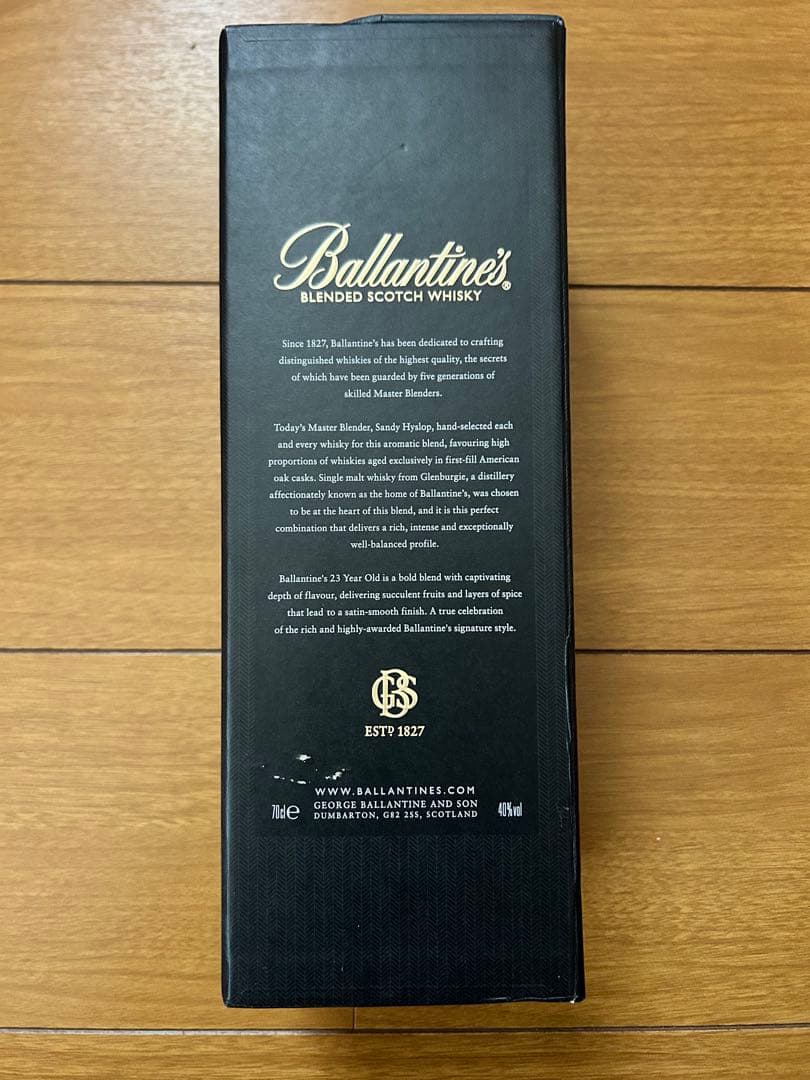 Ballantine's®
BLENDED SCOTCH WHISKY
Since 1827, Ballantine's has been dedicated to crafting
distinguished whiskies of the highest quality, the secrets
of which have been guarded by five generations of
skilled Master Blenders.
Today's Master Blender, Sandy Hyslop, hand-selected each
and every whisky for this aromatic blend, favouring high
proportions of whiskies aged exclusively in first-fill American
oak casks. Single malt whisky from Glenburgie, a distillery
affectionately known as the home of Ballantine's, was chosen
to be at the heart of this blend, and it is this perfect
combination that delivers a rich, intense and exceptionally
well-balanced profile.
Ballantine's 23 Year Old is a bold blend with captivating
depth of flavour, delivering succulent fruits and layers of spice
that lead to a satin-smooth finish. A true celebration
of the rich and highly-awarded Ballantine's signature style.
GBS
ESTD 1827
WWW.BALLANTINES.COM
70cl e GEORGE BALLANTINE AND SON 40%vol
DUMBARTON, G82 2SS, SCOTLAND